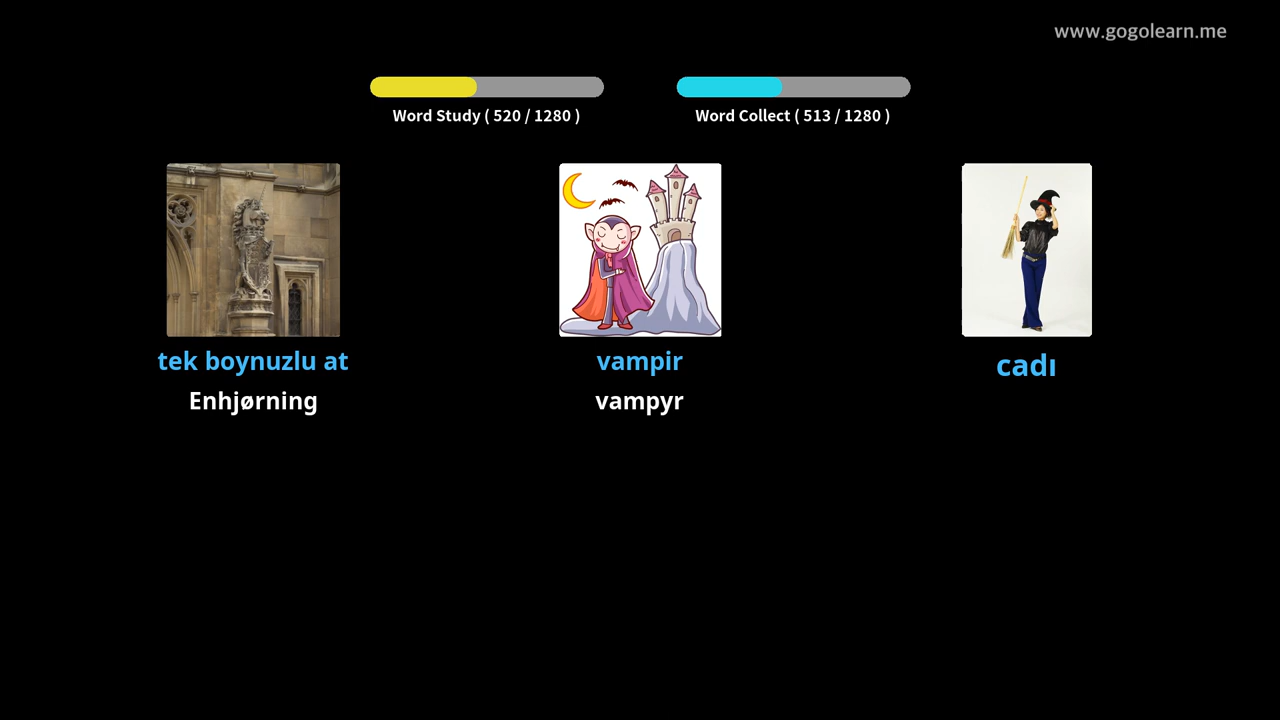 www.gogolearn.me
Word Study ( 520 / 1280 )
Word Collect ( 513 / 1280 )
tek boynuzlu at
Enhjørning
vampir
vampyr
cadı